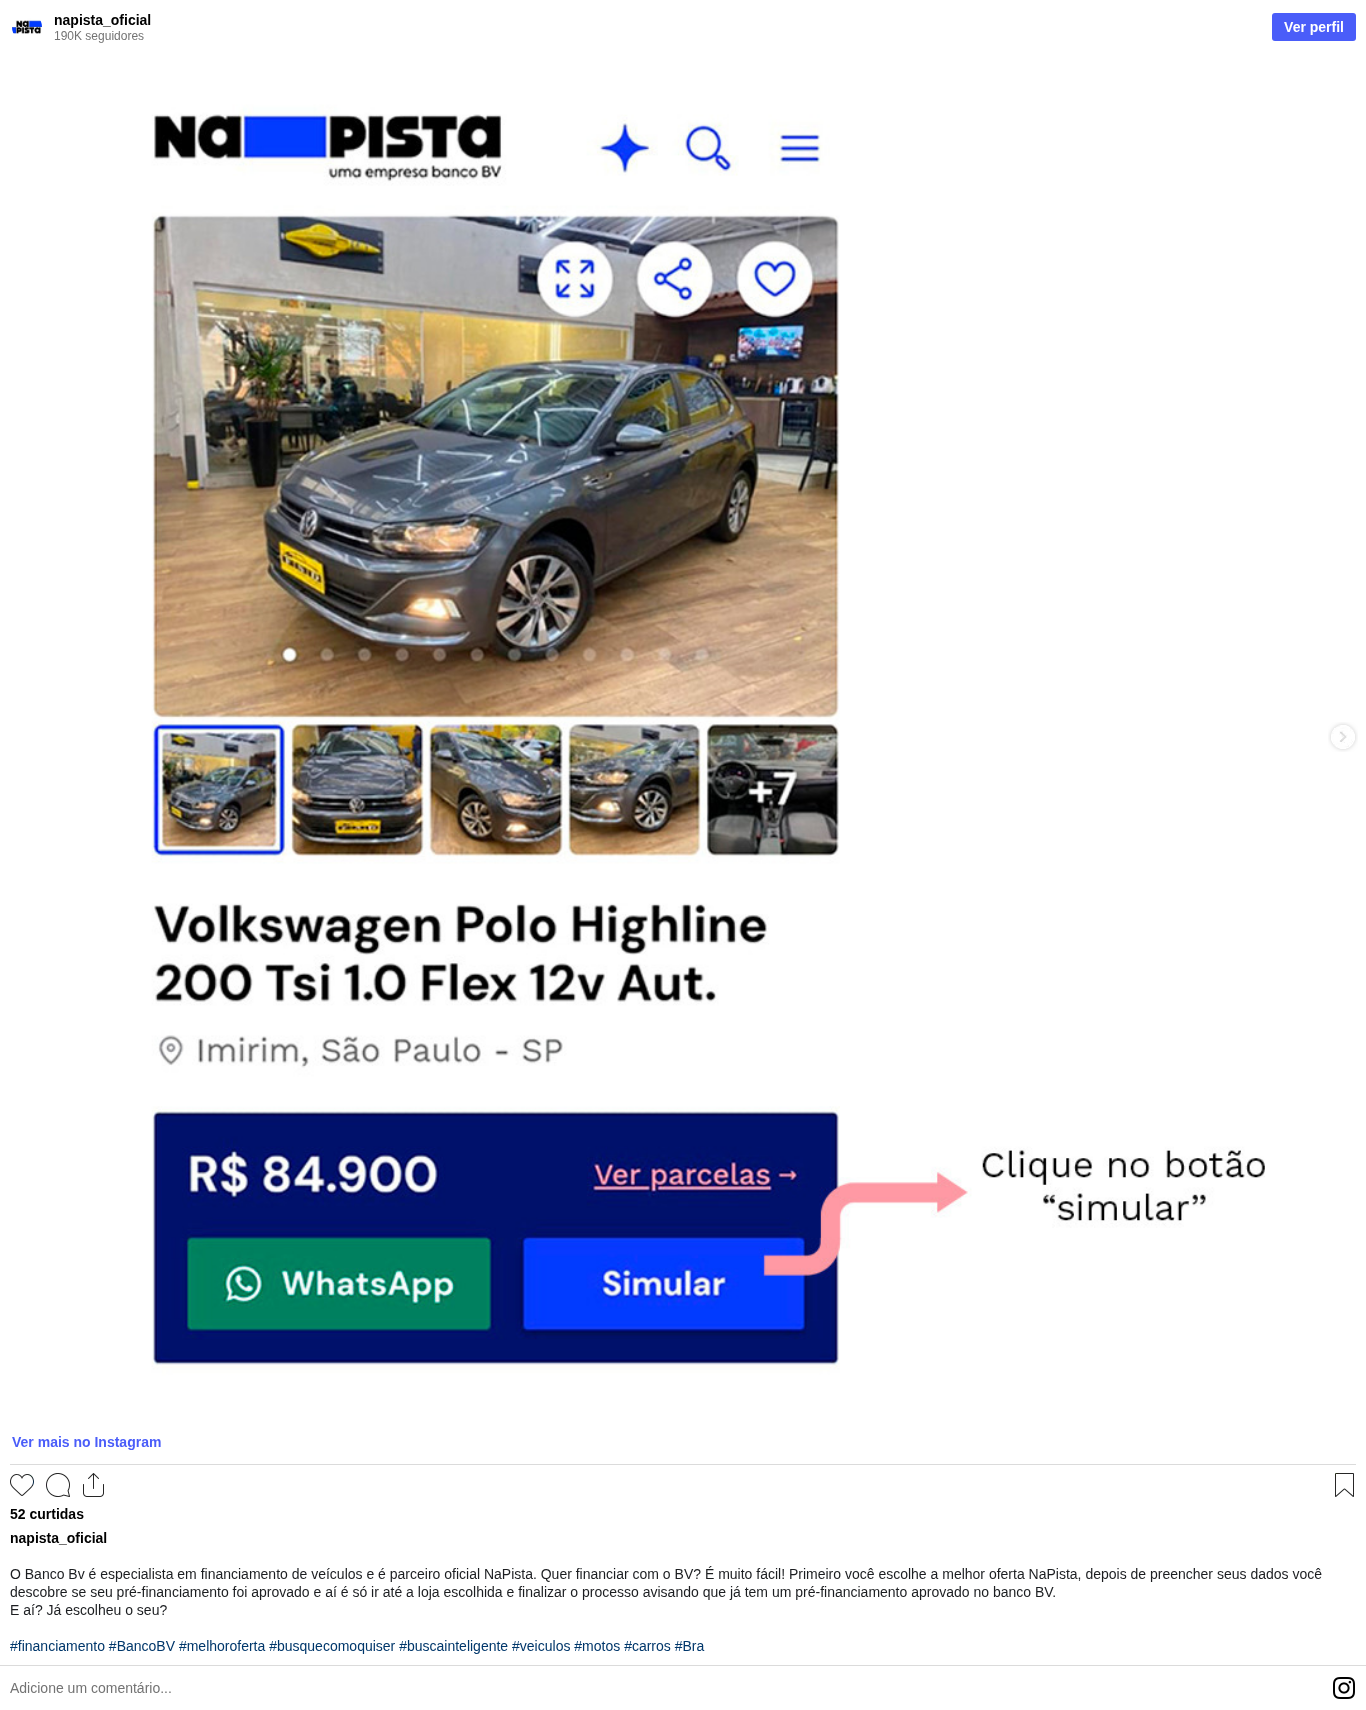 napista_oficial
190K seguidores
Ver perfil
NaPISTa
uma empresa banco BV
+7
Volkswagen Polo Highline
200 Tsi 1.0 Flex 12v Aut.
Imirim, São Paulo - SP
R$ 84.900
Ver parcelas →
Clique no botão
“simular”
WhatsApp
Simular
Ver mais no Instagram
52 curtidas
napista_oficial
O Banco Bv é especialista em financiamento de veículos e é parceiro oficial NaPista. Quer financiar com o BV? É muito fácil! Primeiro você escolhe a melhor oferta NaPista, depois de preencher seus dados você
descobre se seu pré-financiamento foi aprovado e aí é só ir até a loja escolhida e finalizar o processo avisando que já tem um pré-financiamento aprovado no banco BV.
E aí? Já escolheu o seu?
#financiamento #BancoBV #melhoroferta #busquecomoquiser #buscainteligente #veiculos #motos #carros #Bra
Adicione um comentário...